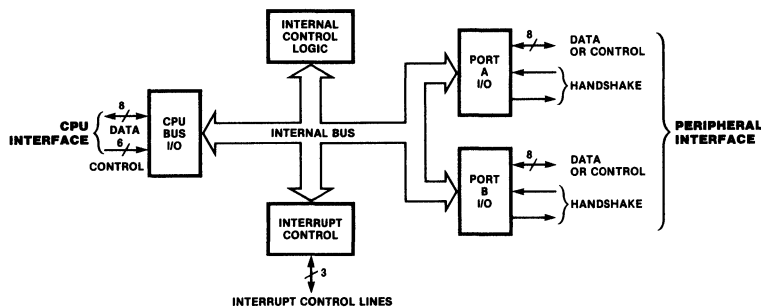 INTERNAL
CONTROL
LOGIC
CPU
INTERFACE
8
DATA
6
CONTROL
CPU
BUS
I/O
INTERNAL BUS
INTERRUPT
CONTROL
3
INTERRUPT CONTROL LINES
PORT
A
I/O
8
DATA
OR CONTROL
HANDSHAKE
PORT
B
I/O
8
DATA
OR CONTROL
HANDSHAKE
PERIPHERAL
INTERFACE